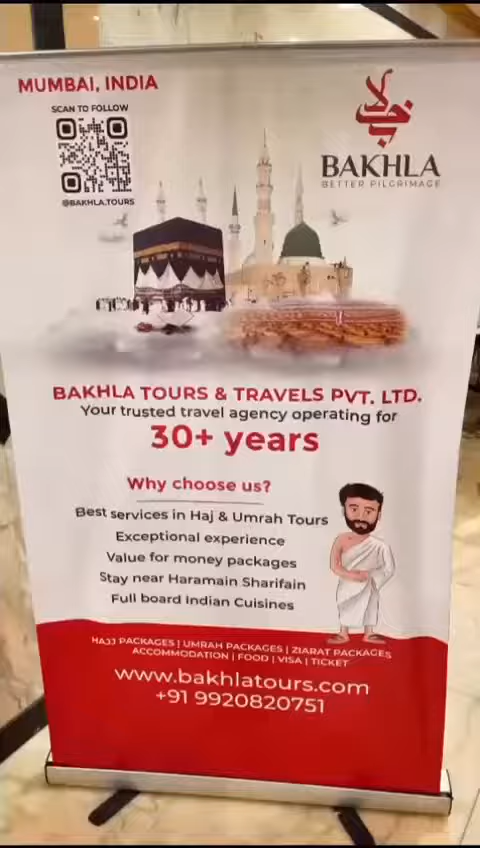 MUMBAI, INDIA
SCAN TO FOLLOW
@BAKHLA.TOURS
BAKHLA
BETTER PILGRIMAGE
BAKHLA TOURS & TRAVELS PVT. LTD.
Your trusted travel agency operating for
30+ years
Why choose us?
Best services in Haj & Umrah Tours
Exceptional experience
Value for money packages
Stay near Haramain Sharifain
Full board Indian Cuisines
HAJJ PACKAGES | UMRAH PACKAGES | ZIARAT PACKAGES
ACCOMMODATION | FOOD | VISA | TICKET
www.bakhlatours.com
+91 9920820751